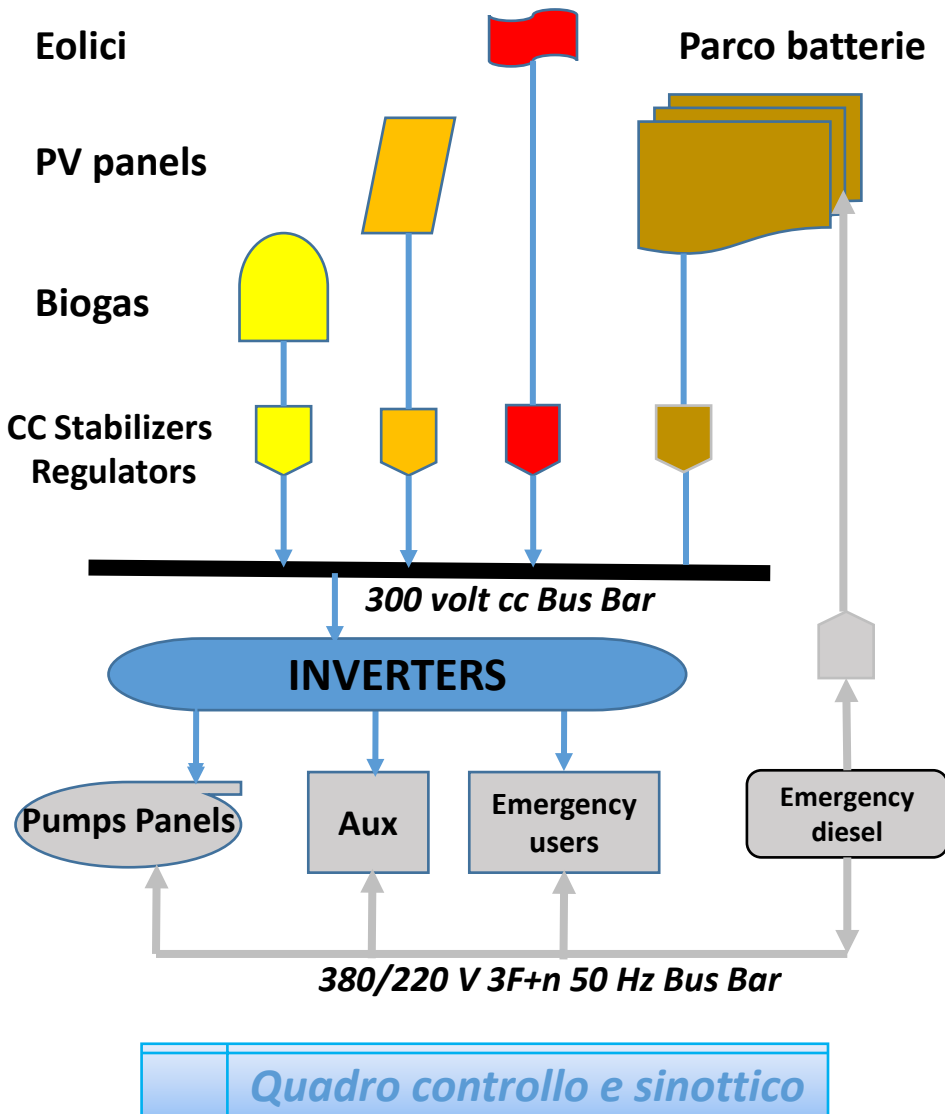 Eolici
Parco batterie
PV panels
Biogas
CC Stabilizers
Regulators
300 volt cc Bus Bar
INVERTERS
Pumps Panels
Aux
Emergency
users
Emergency
diesel
380/220 V 3F+n 50 Hz Bus Bar
Quadro controllo e sinottico